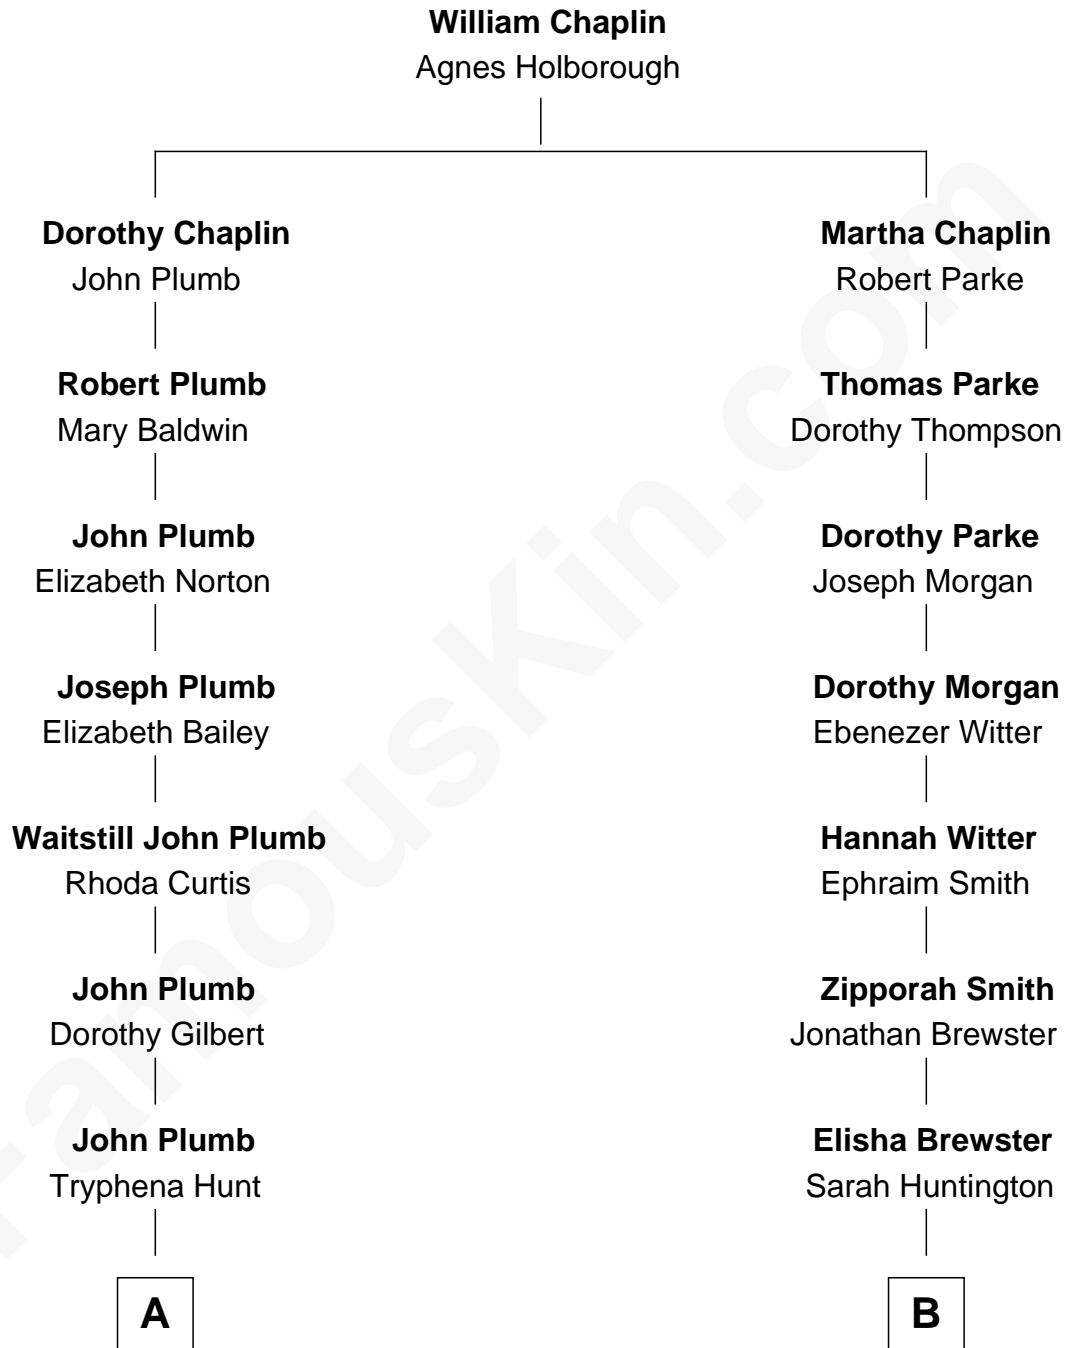 William Chaplin
Agnes Holborough
Dorothy Chaplin
John Plumb
Martha Chaplin
Robert Parke
Robert Plumb
Mary Baldwin
Thomas Parke
Dorothy Thompson
John Plumb
Elizabeth Norton
Dorothy Parke
Joseph Morgan
Joseph Plumb
Elizabeth Bailey
Dorothy Morgan
Ebenezer Witter
Waitstill John Plumb
Rhoda Curtis
Hannah Witter
Ephraim Smith
John Plumb
Dorothy Gilbert
Zipporah Smith
Jonathan Brewster
John Plumb
Tryphena Hunt
Elisha Brewster
Sarah Huntington
A
B
FamousKin.com